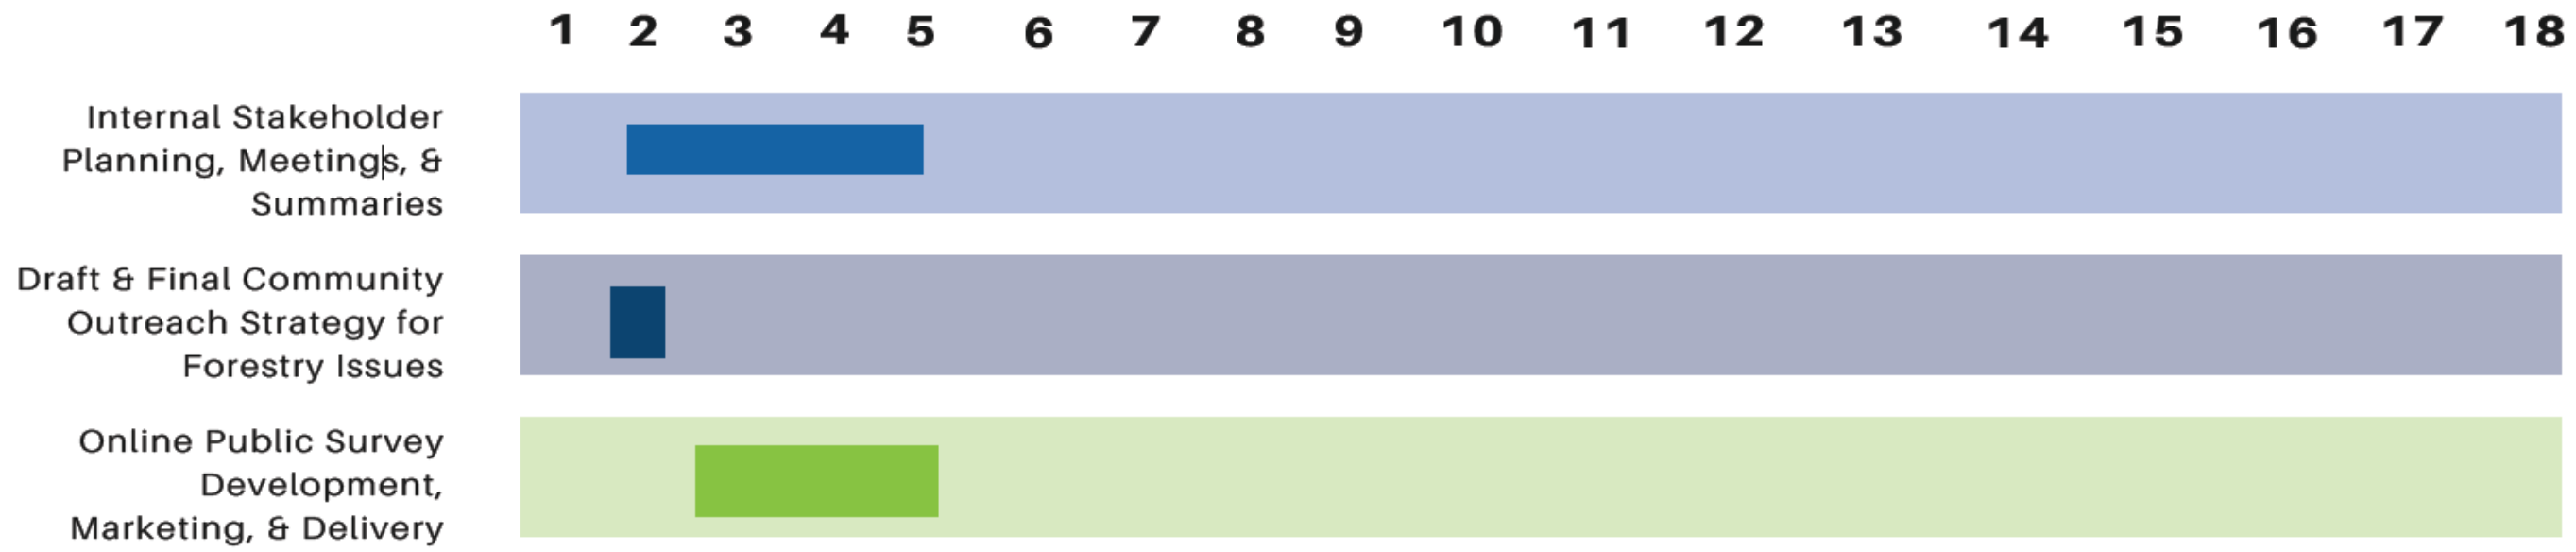 1 2 3 4 5 6 7 8 9 10 11 12 13 14 15 16 17 18
Internal Stakeholder
Planning, Meetings, &
Summaries
Draft & Final Community
Outreach Strategy for
Forestry Issues
Online Public Survey
Development,
Marketing, & Delivery